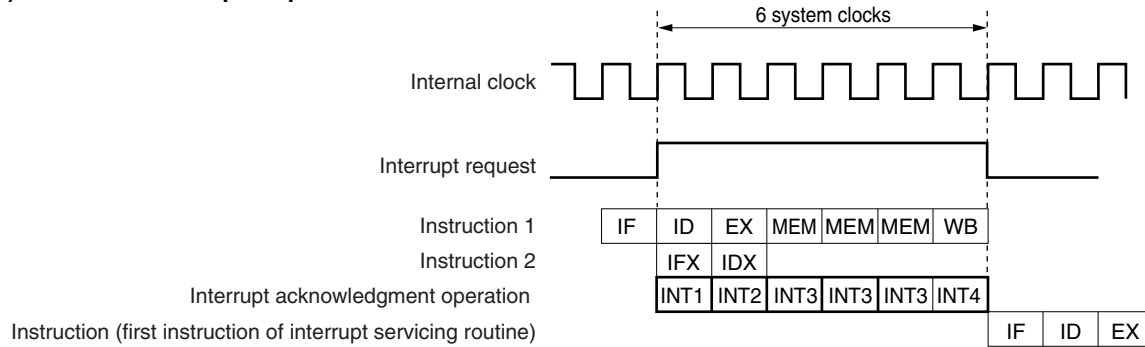 6 system clocks
Internal clock
Interrupt request
Instruction 1 IF ID EX MEM MEM MEM WB
Instruction 2 IFX IDX
Interrupt acknowledgment operation INT1 INT2 INT3 INT3 INT3 INT4
Instruction (first instruction of interrupt servicing routine) IF ID EX